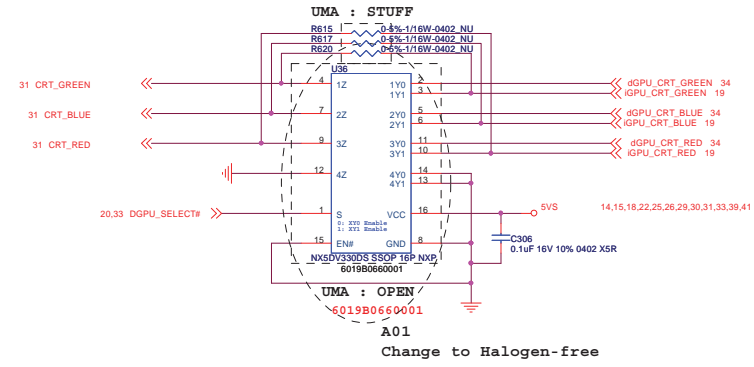 UMA : STUFF
R615 0-5%-1/16W-0402_NU
R617 0-5%-1/16W-0402_NU
R620 0-5%-1/16W-0402_NU
U36
31 CRT_GREEN 4 1Z 1Y0 2 dGPU_CRT_GREEN 34
1Y1 3 iGPU_CRT_GREEN 19
31 CRT_BLUE 7 2Z 2Y0 5 dGPU_CRT_BLUE 34
2Y1 6 iGPU_CRT_BLUE 19
31 CRT_RED 9 3Z 3Y0 11 dGPU_CRT_RED 34
3Y1 10 iGPU_CRT_RED 19
12 4Z 4Y0 14
4Y1 13
20,33 DGPU_SELECT# 1 S VCC 16 5VS 14,15,18,22,25,26,29,30,31,33,39,41
0: XY0 Enable
1: XY1 Enable
15 EN# GND 8
C306
0.1uF 16V 10% 0402 X5R
NX5DV330DS SSOP 16P NXP
6019B0660001
UMA : OPEN
6019B0660001
A01
Change to Halogen-free